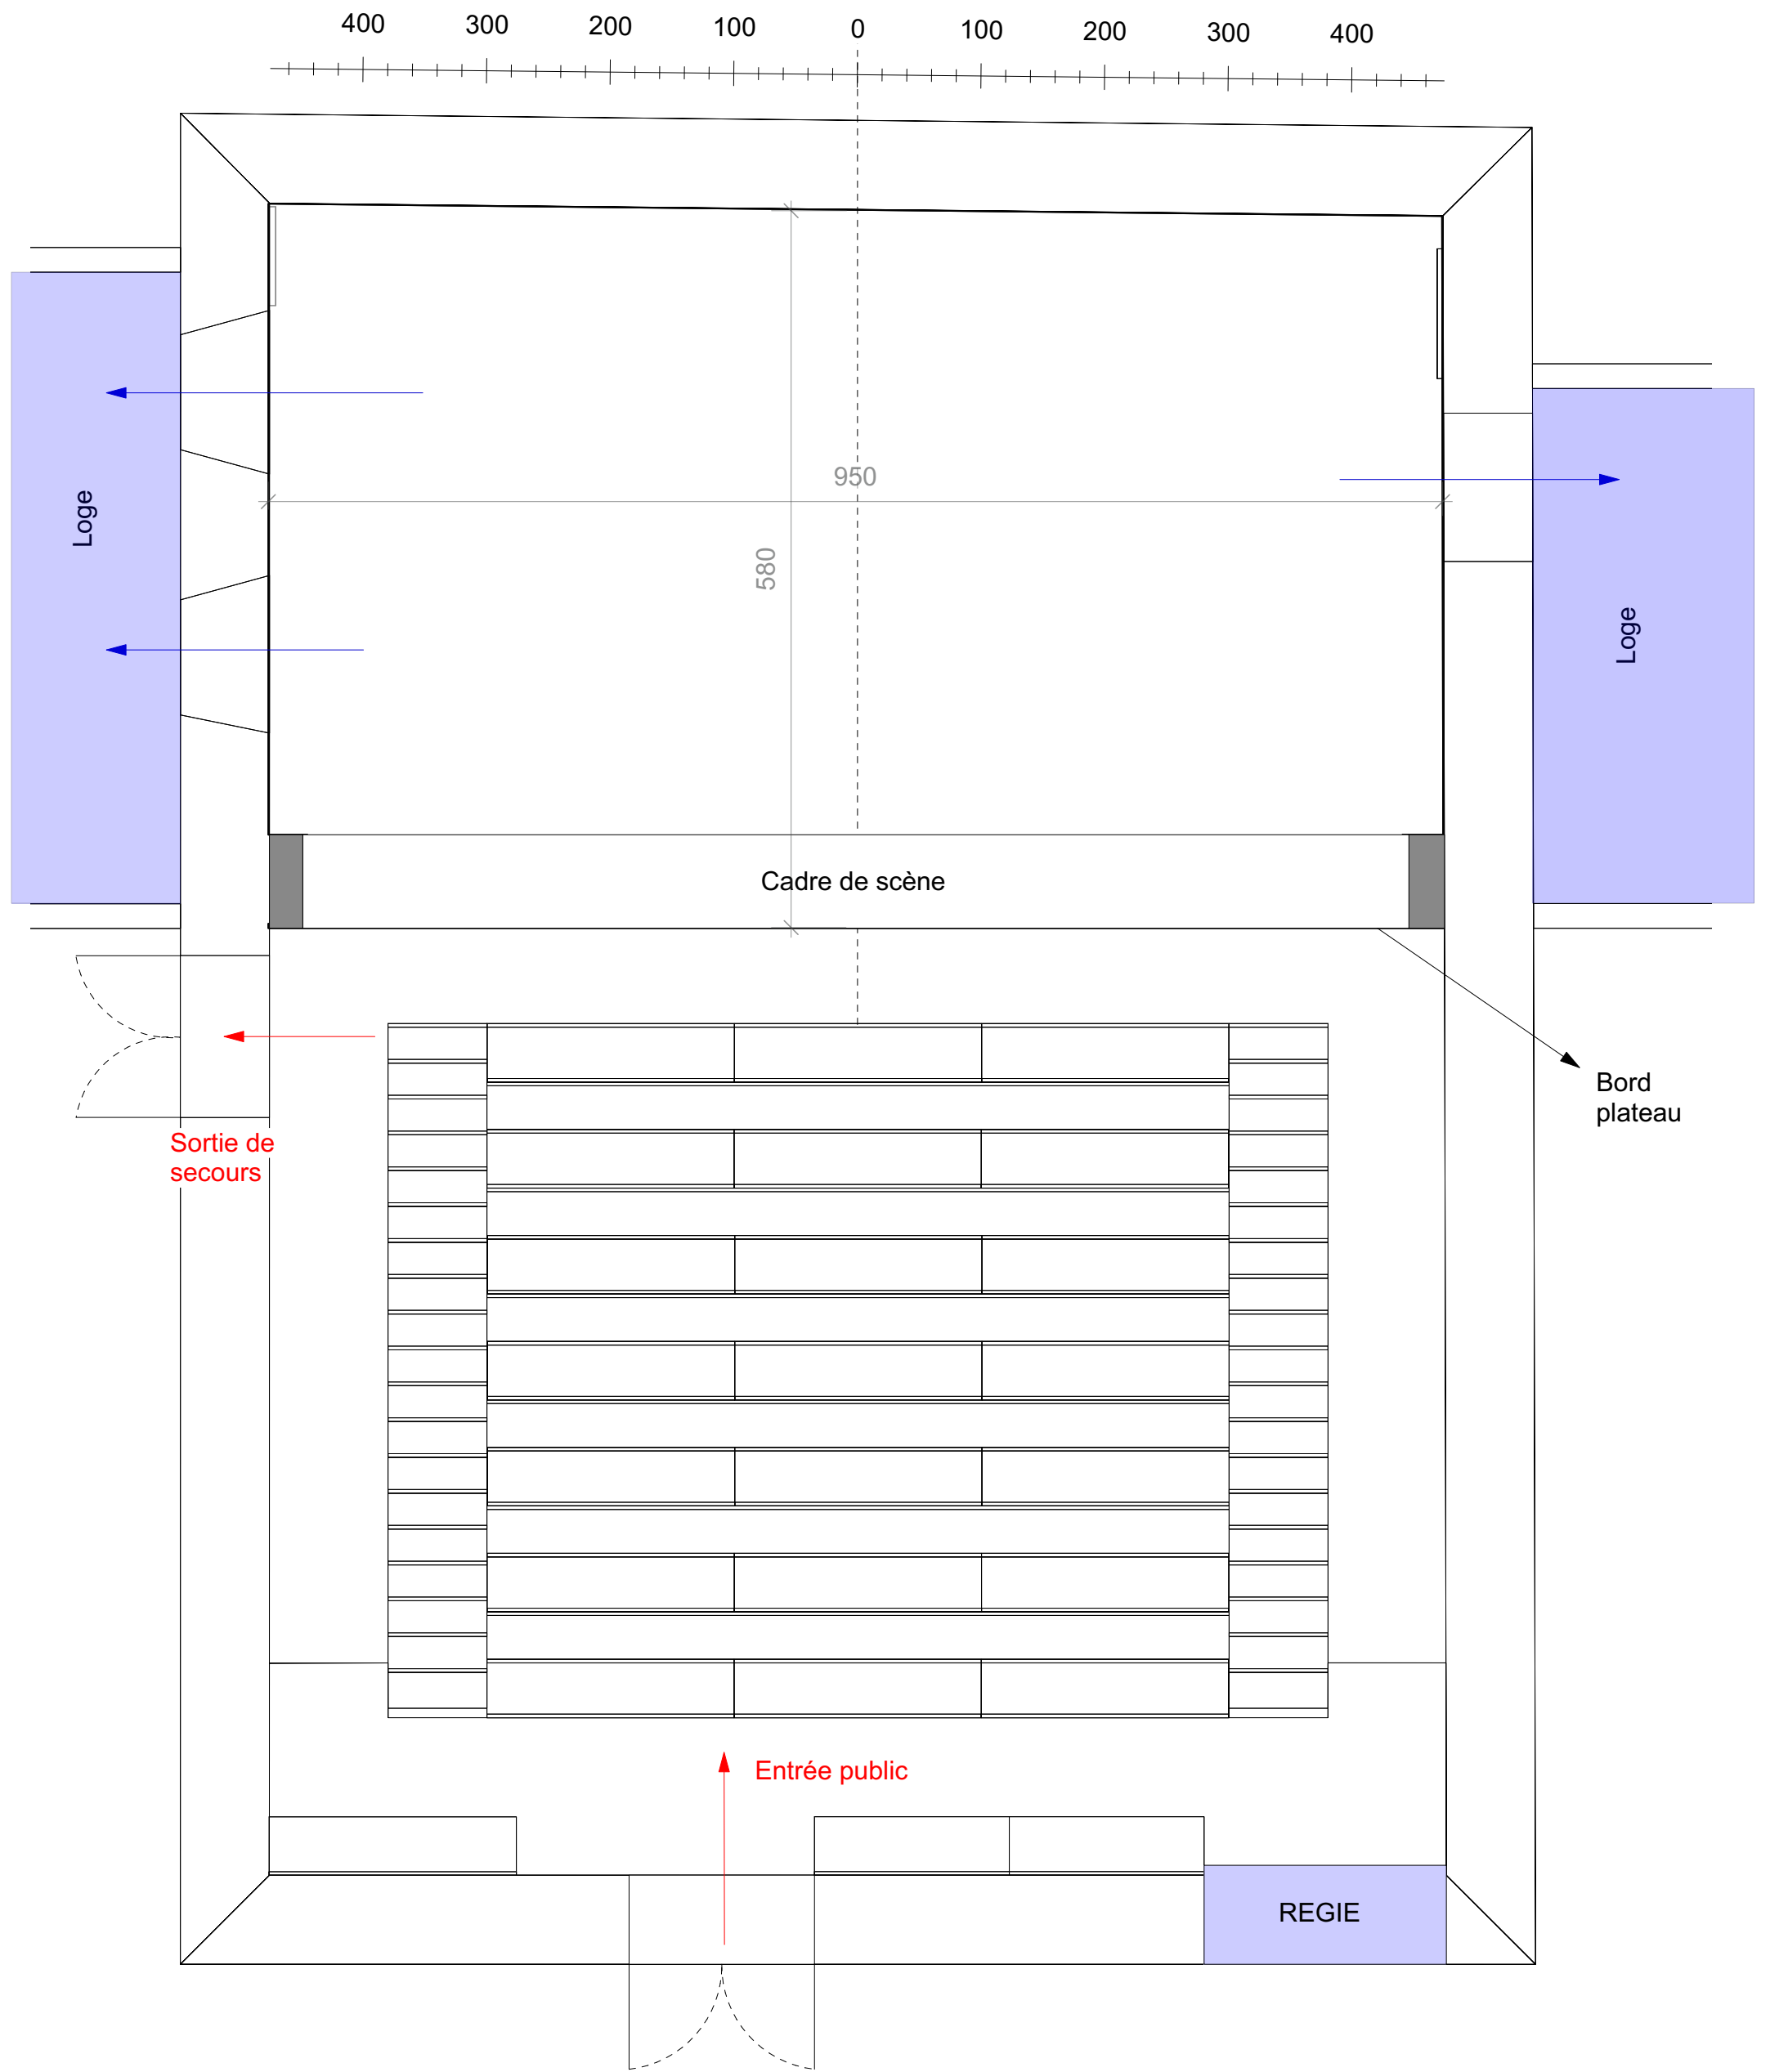 400 300 200 100 0 100 200 300 400
950
580
Loge
Loge
Cadre de scène
Bord
plateau
Sortie de
secours
Entrée public
REGIE